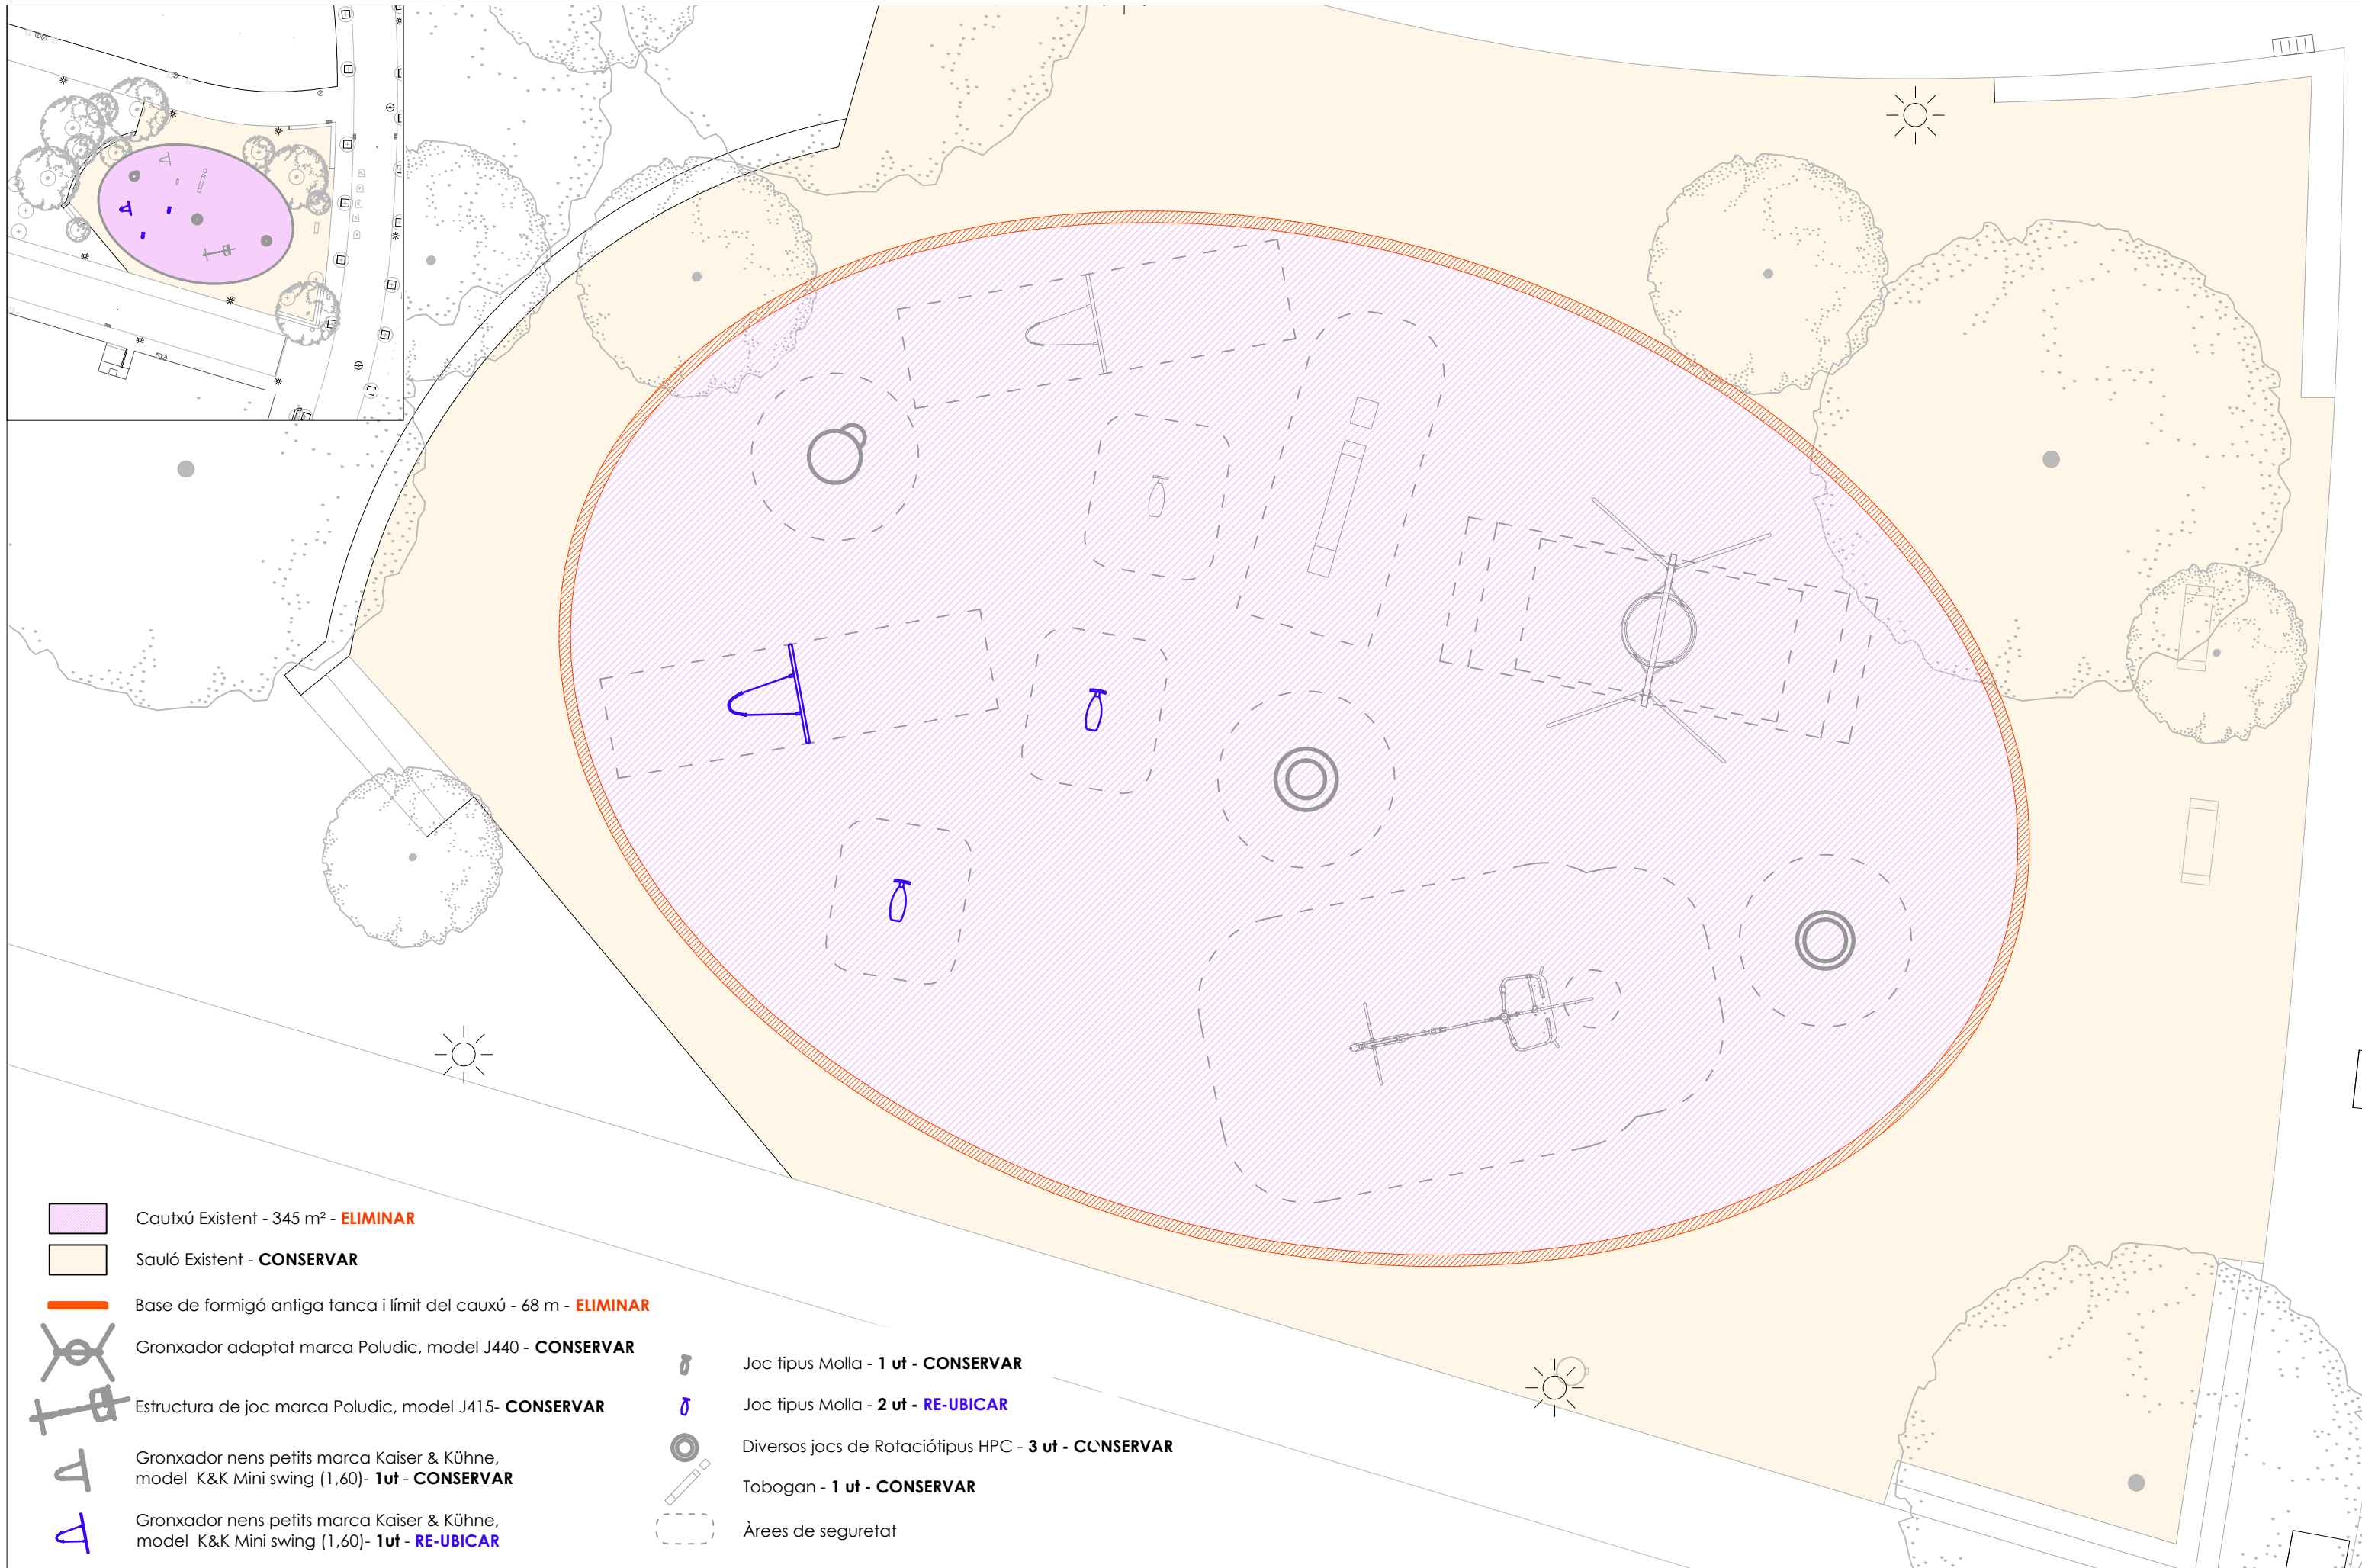 Cautxú Existent - 345 m² - ELIMINAR
Sauló Existent - CONSERVAR
Base de formigó antiga tanca i límit del cauxú - 68 m - ELIMINAR
Gronxador adaptat marca Poludic, model J440 - CONSERVAR
Estructura de joc marca Poludic, model J415- CONSERVAR
Gronxador nens petits marca Kaiser & Kühne,
model K&K Mini swing (1,60)- 1ut - CONSERVAR
Gronxador nens petits marca Kaiser & Kühne,
model K&K Mini swing (1,60)- 1ut - RE-UBICAR
Joc tipus Molla - 1 ut - CONSERVAR
Joc tipus Molla - 2 ut - RE-UBICAR
Diversos jocs de Rotaciótipus HPC - 3 ut - CONSERVAR
Tobogan - 1 ut - CONSERVAR
Àrees de seguretat